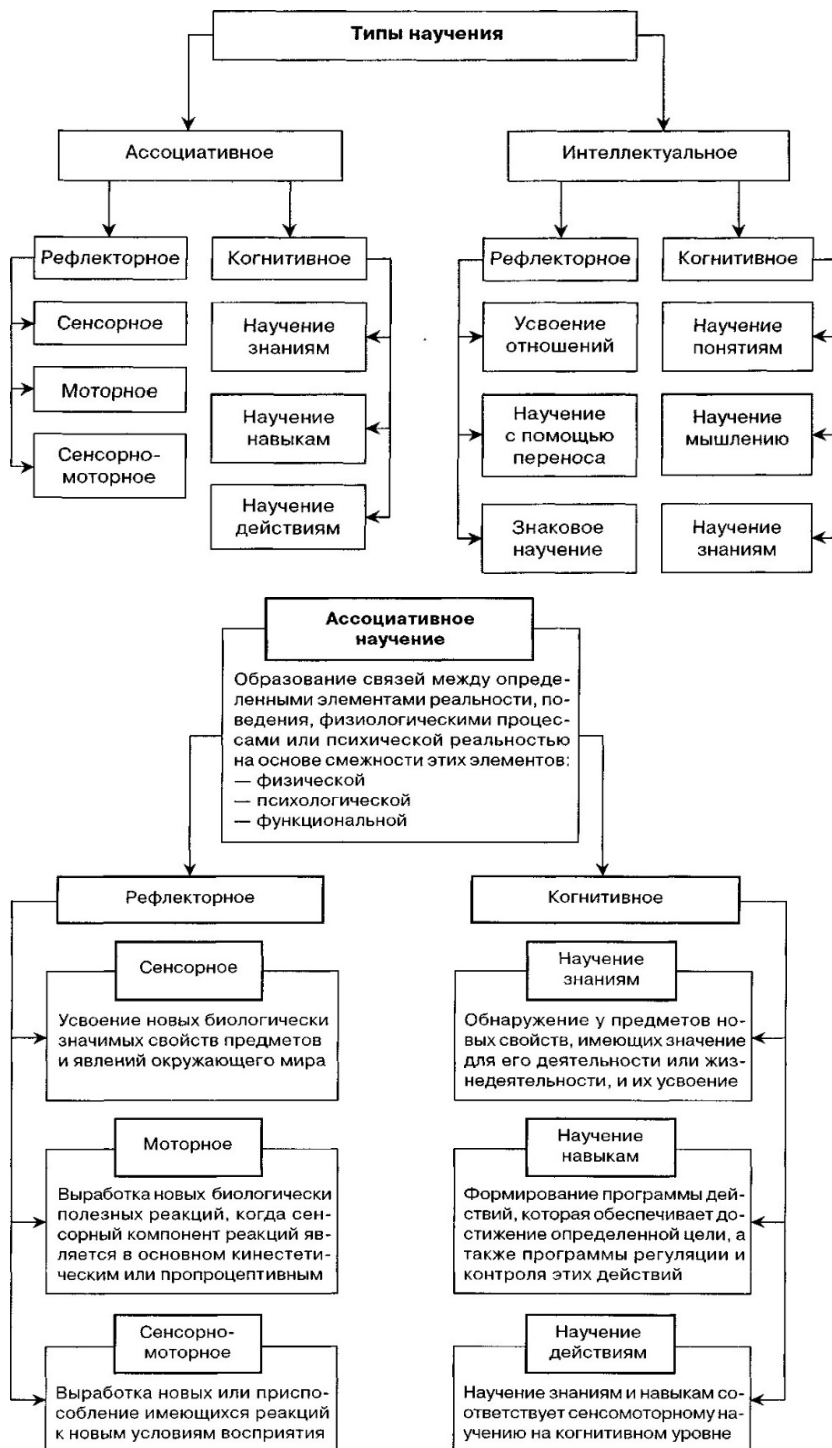 Типы научения
Ассоциативное
Интеллектуальное
Рефлекторное
Когнитивное
Рефлекторное
Когнитивное
Сенсорное
Моторное
Сенсорно-
моторное
Научение
знаниям
Научение
навыкам
Научение
действиям
Усвоение
отношений
Научение
с помощью
переноса
Знаковое
научение
Научение
понятиям
Научение
мышлению
Научение
знаниям
Ассоциативное
научение
Образование связей между опреде-
ленными элементами реальности, по-
ведения, физиологическими процес-
сами или психической реальностью
на основе смежности этих элементов:
— физической
— психологической
— функциональной
Рефлекторное
Сенсорное
Усвоение новых биологически
значимых свойств предметов
и явлений окружающего мира
Моторное
Выработка новых биологически
полезных реакций, когда сен-
сорный компонент реакций яв-
ляется в основном кинестети-
ческим или пропроцептивным
Сенсорно-
моторное
Выработка новых или приспо-
собление имеющихся реакций
к новым условиям восприятия
Когнитивное
Научение
знаниям
Обнаружение у предметов но-
вых свойств, имеющих значение
для его деятельности или жиз-
недеятельности, и их усвоение
Научение
навыкам
Формирование программы дей-
ствий, которая обеспечивает до-
стижение определенной цели, а
также программы регуляции и
контроля этих действий
Научение
действиям
Научение знаниям и навыкам со-
ответствует сенсомоторному на-
учению на когнитивном уровне